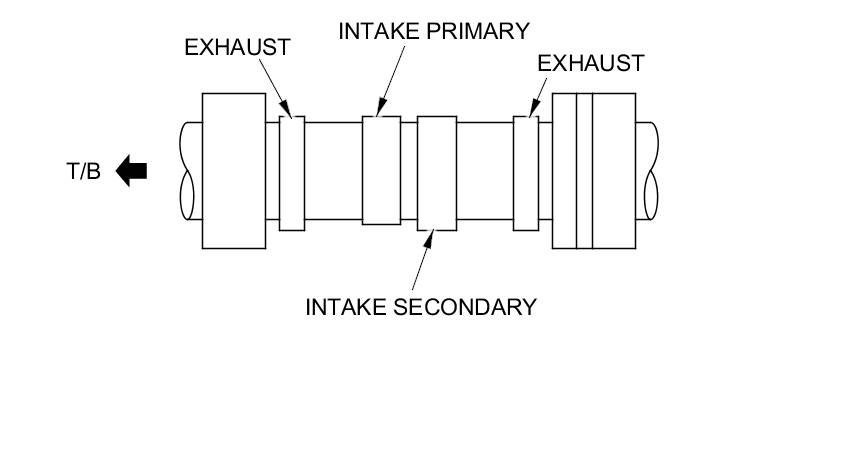 INTAKE PRIMARY
EXHAUST
EXHAUST
T/B
INTAKE SECONDARY